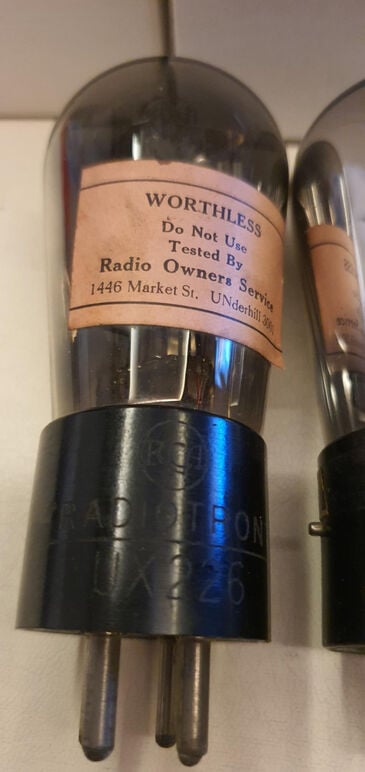 WORTHLESS
Do Not Use
Tested By
Radio Owners Service
1446 Market St. UNderhill
RCA
RADIOTRON
UX226